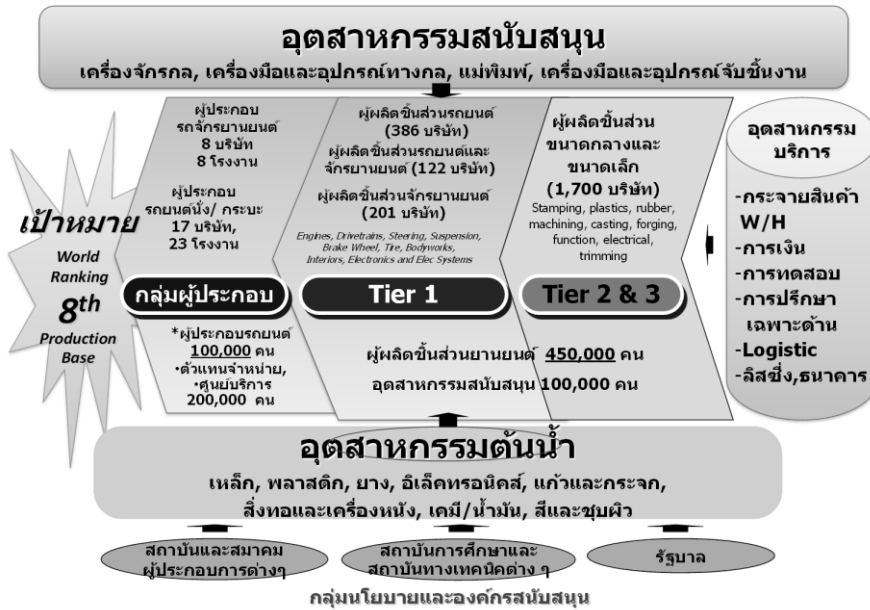 อุตสาหกรรมสนับสนุน
เครื่องจักรกล, เครื่องมือและอุปกรณ์ทางกล, แม่พิมพ์, เครื่องมือและอุปกรณ์จับชิ้นงาน
เป้าหมาย
World
Ranking
8th
Production
Base
ผู้ประกอบ
รถจักรยานยนต์
8 บริษัท
8 โรงงาน
ผู้ประกอบ
รถยนต์นั่ง/ กระบะ
17 บริษัท,
23 โรงงาน
กลุ่มผู้ประกอบ
*ผู้ประกอบรถยนต์
100,000 คน
•ตัวแทนจำหน่าย,
•ศูนย์บริการ
200,000 คน
ผู้ผลิตชิ้นส่วนรถยนต์
(386 บริษัท)
ผู้ผลิตชิ้นส่วนรถยนต์และ
จักรยานยนต์ (122 บริษัท)
ผู้ผลิตชิ้นส่วนจักรยานยนต์
(201 บริษัท)
Engines, Drivetrains, Steering, Suspension,
Brake Wheel, Tire, Bodyworks,
Interiors, Electronics and Elec Systems
Tier 1
ผู้ผลิตชิ้นส่วน
ขนาดกลางและ
ขนาดเล็ก
(1,700 บริษัท)
Stamping, plastics, rubber,
machining, casting, forging,
function, electrical,
trimming
Tier 2 & 3
ผู้ผลิตชิ้นส่วนยานยนต์ 450,000 คน
อุตสาหกรรมสนับสนุน 100,000 คน
อุตสาหกรรม
บริการ
-กระจายสินค้า
W/H
-การเงิน
-การทดสอบ
-การปรึกษา
เฉพาะด้าน
-Logistic
-ลิสซิ่ง,ธนาคาร
อุตสาหกรรมต้นน้ำ
เหล็ก, พลาสติก, ยาง, อิเล็คทรอนิคส์, แก้วและกระจก,
สิ่งทอและเครื่องหนัง, เคมี/น้ำมัน, สีและชุบผิว
สถาบันและสมาคม
ผู้ประกอบการต่างๆ
สถาบันการศึกษาและ
สถาบันทางเทคนิคต่าง ๆ
รัฐบาล
กลุ่มนโยบายและองค์กรสนับสนุน